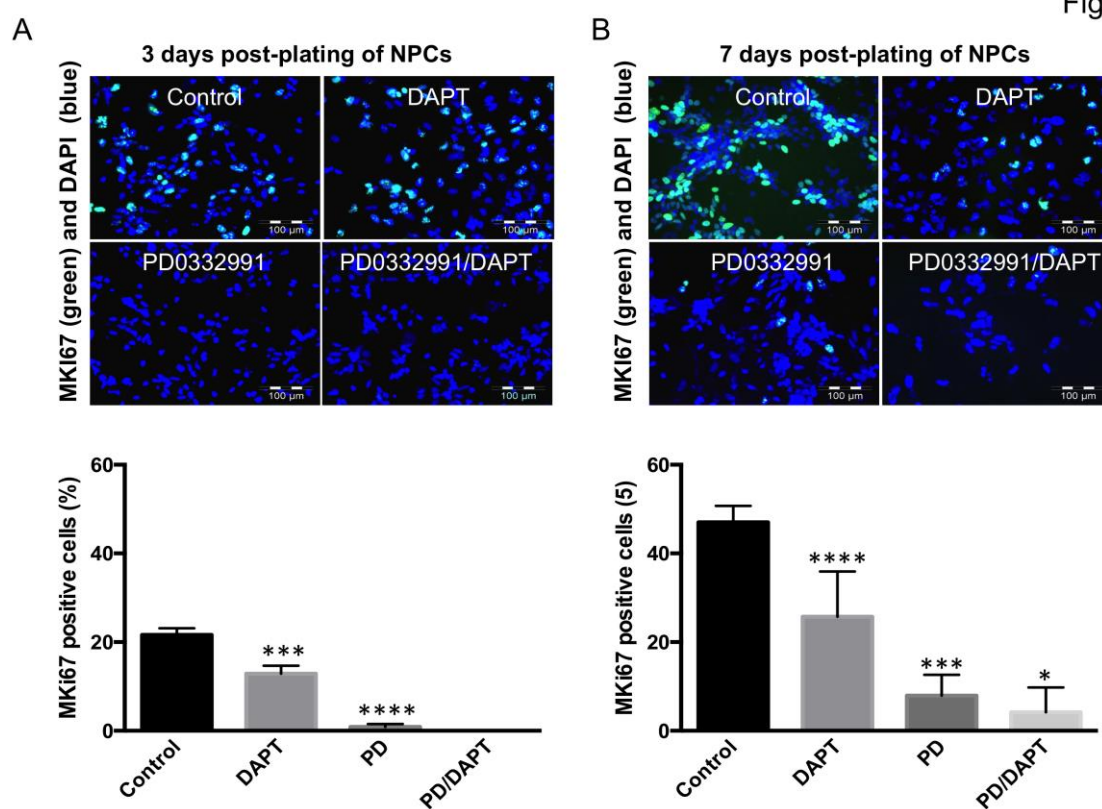 Fig
A
3 days post-plating of NPCs
MKI67 (green) and DAPI (blue)
Control
DAPT
100 µm
100 µm
PD0332991
PD0332991/DAPT
100 µm
100 µm
MKi67 positive cells (%)
60
40
20
0
***
****
Control
DAPT
PD
PD/DAPT
B
7 days post-plating of NPCs
MKI67 (green) and DAPI (blue)
Control
DAPT
100 µm
100 µm
PD0332991
PD0332991/DAPT
100 µm
100 µm
MKi67 positive cells (5)
60
40
20
0
****
***
*
Control
DAPT
PD
PD/DAPT